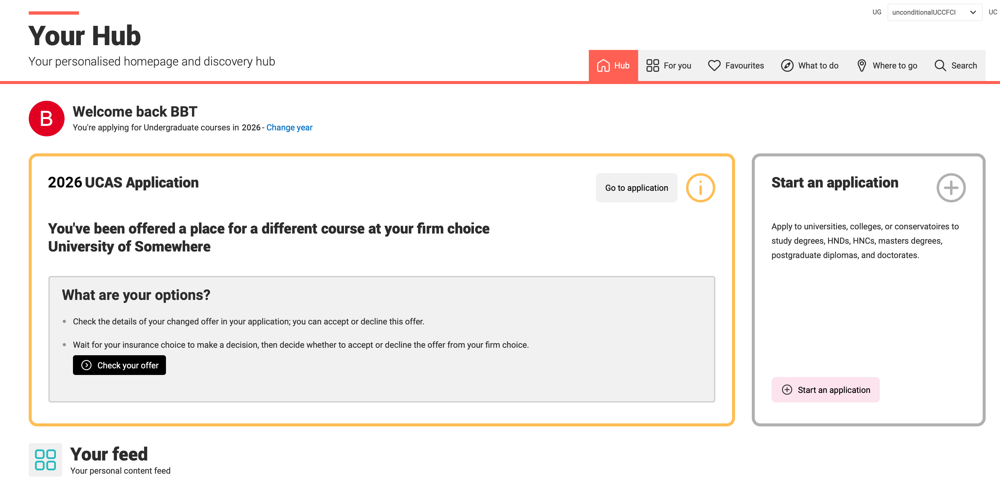 UG unconditionalUCCFCI UC
Your Hub
Your personalised homepage and discovery hub
Hub For you Favourites What to do Where to go Search
B
Welcome back BBT
You're applying for Undergraduate courses in 2026 - Change year
2026 UCAS Application
Go to application
You've been offered a place for a different course at your firm choice
University of Somewhere
What are your options?
Check the details of your changed offer in your application; you can accept or decline this offer.
Wait for your insurance choice to make a decision, then decide whether to accept or decline the offer from your firm choice.
Check your offer
Start an application
Apply to universities, colleges, or conservatoires to
study degrees, HNDs, HNCs, masters degrees,
postgraduate diplomas, and doctorates.
Start an application
Your feed
Your personal content feed